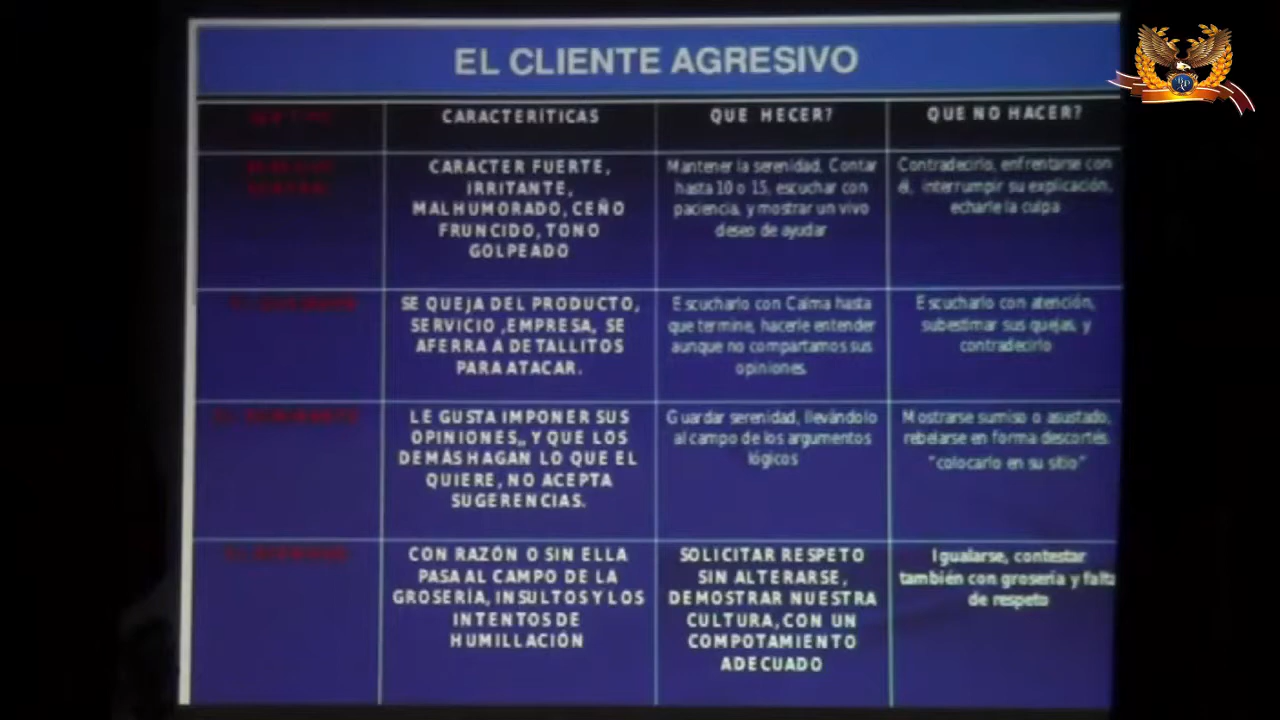 EL CLIENTE AGRESIVO
CARACTERÍTICAS
QUE HECER?
QUE NO HACER?
CARÁCTER FUERTE,
IRRITANTE,
MALHUMORADO, CEÑO
FRUNCIDO, TONO
GOLPEADO
Mantener la serenidad. Contar
hasta 10 o 15, escuchar con
paciencia, y mostrar un vivo
deseo de ayudar
Contradecirlo, enfrentarse con
él, interrumpir su explicación,
echarle la culpa
SE QUEJA DEL PRODUCTO,
SERVICIO ,EMPRESA, SE
AFERRA A DETALLITOS
PARA ATACAR.
Escucharlo con Calma hasta
que termine, hacerle entender
aunque no compartamos sus
opiniones.
Escucharlo con atención,
subestimar sus quejas, y
contradecirlo
LE GUSTA IMPONER SUS
OPINIONES,, Y QUE LOS
DEMÁS HAGAN LO QUE EL
QUIERE, NO ACEPTA
SUGERENCIAS.
Guardar serenidad, llevándolo
al campo de los argumentos
lógicos
Mostrarse sumiso o asustado,
rebelarse en forma descortés.
"colocarlo en su sitio"
CON RAZÓN O SIN ELLA
PASA AL CAMPO DE LA
GROSERÍA, INSULTOS Y LOS
INTENTOS DE
HUMILLACIÓN
SOLICITAR RESPETO
SIN ALTERARSE,
DEMOSTRAR NUESTRA
CULTURA, CON UN
COMPOTAMIENTO
ADECUADO
Igualarse, contestar
también con grosería y falta
de respeto